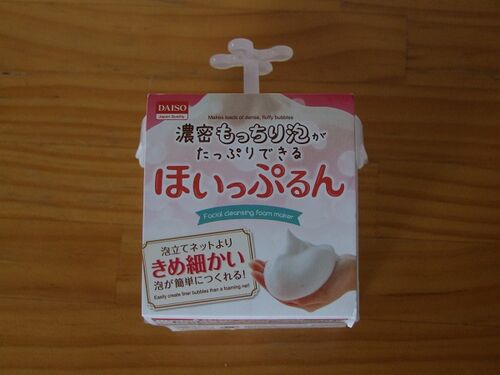 DAISO
Japan Quality
Makes loads of dense, fluffy bubbles
濃密もっちり泡が
たっぷりできる
ほいっぷるん
Facial cleansing foam maker
泡立てネットより
きめ細かい
泡が簡単につくれる!
Easily create finer bubbles than a foaming net!